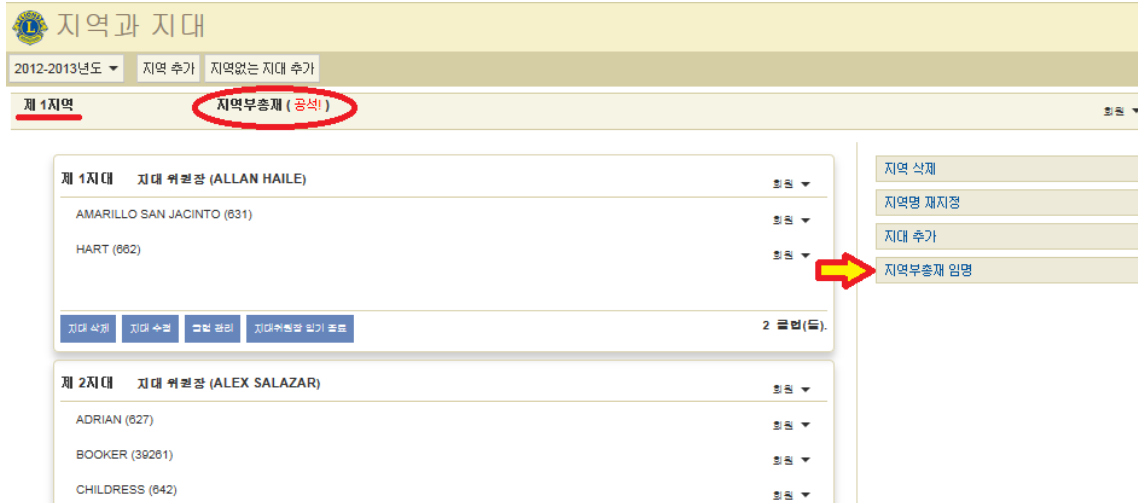 지역과 지대
2012-2013년도 지역 추가 지역없는 지대 추가
제 1지역 지역부총재 ( 공석! ) 회원
제 1지대 지대 위원장 (ALLAN HAILE) 회원
AMARILLO SAN JACINTO (631) 회원
HART (662) 회원
지대 삭제 지대 수정 클럽 관리 지대위원장 임기 종료 2 클럽(들).
제 2지대 지대 위원장 (ALEX SALAZAR) 회원
ADRIAN (627) 회원
BOOKER (39261) 회원
CHILDRESS (642) 회원
지역 삭제
지역명 재지정
지대 추가
지역부총재 임명